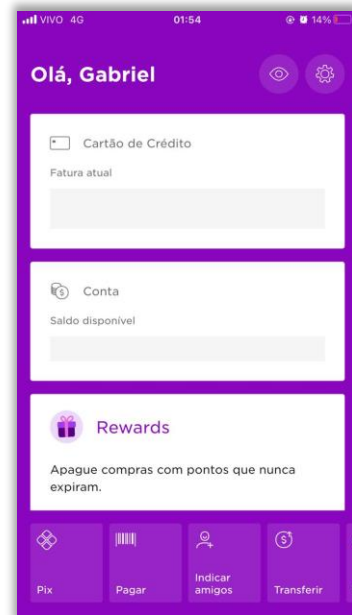 VIVO 4G 01:54 14%
Olá, Gabriel
Cartão de Crédito
Fatura atual
Conta
Saldo disponível
Rewards
Apague compras com pontos que nunca
expiram.
Pix
Pagar
Indicar
amigos
Transferir